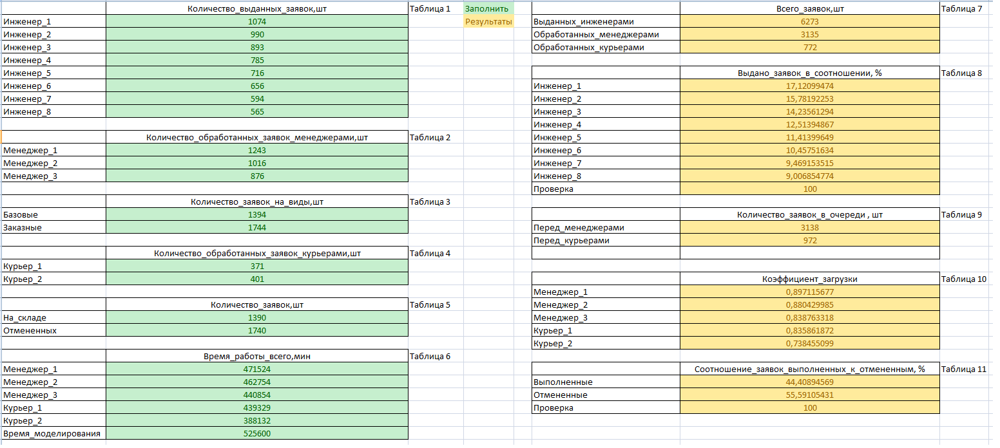 Количество_выданных_заявок,шт Таблица 1
Инженер_1 1074
Инженер_2 990
Инженер_3 893
Инженер_4 785
Инженер_5 716
Инженер_6 656
Инженер_7 594
Инженер_8 565
Количество_обработанных_заявок_менеджерами,шт Таблица 2
Менеджер_1 1243
Менеджер_2 1016
Менеджер_3 876
Количество_заявок_на_виды,шт Таблица 3
Базовые 1394
Заказные 1744
Количество_обработанных_заявок_курьерами,шт Таблица 4
Курьер_1 371
Курьер_2 401
Количество_заявок,шт Таблица 5
На_складе 1390
Отмененных 1740
Время_работы_всего,мин Таблица 6
Менеджер_1 471524
Менеджер_2 462754
Менеджер_3 440854
Курьер_1 439329
Курьер_2 388132
Время_моделирования 525600
Заполнить
Результаты
Всего_заявок,шт Таблица 7
Выданных_инженерами 6273
Обработанных_менеджерами 3135
Обработанных_курьерами 772
Выдано_заявок_в_соотношении, % Таблица 8
Инженер_1 17,12099474
Инженер_2 15,78192253
Инженер_3 14,23561294
Инженер_4 12,51394867
Инженер_5 11,41399649
Инженер_6 10,45751634
Инженер_7 9,469153515
Инженер_8 9,006854774
Проверка 100
Количество_заявок_в_очереди , шт Таблица 9
Перед_менеджерами 3138
Перед_курьерами 972
Коэффициент_загрузки Таблица 10
Менеджер_1 0,897115677
Менеджер_2 0,880429985
Менеджер_3 0,838763318
Курьер_1 0,835861872
Курьер_2 0,738455099
Соотношение_заявок_выполненных_к_отмененным, % Таблица 11
Выполненные 44,40894569
Отмененные 55,59105431
Проверка 100